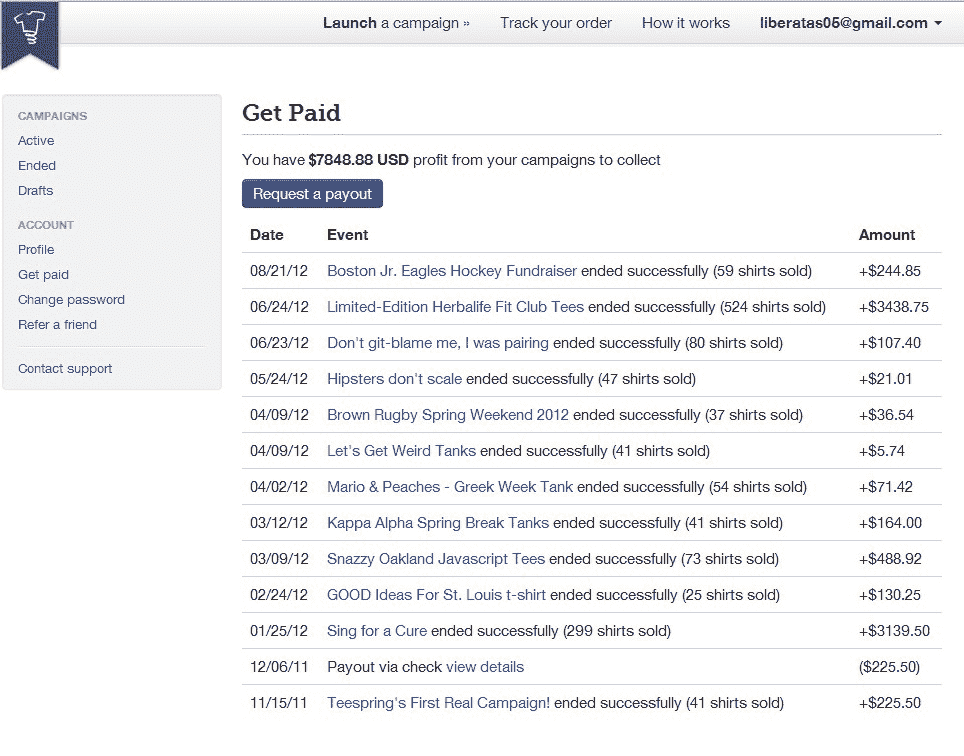 Launch a campaign » Track your order How it works liberatas05@gmail.com
CAMPAIGNS
Active
Ended
Drafts
ACCOUNT
Profile
Get paid
Change password
Refer a friend
Contact support
Get Paid
You have $7848.88 USD profit from your campaigns to collect
Request a payout
Date Event Amount
08/21/12 Boston Jr. Eagles Hockey Fundraiser ended successfully (59 shirts sold) +$244.85
06/24/12 Limited-Edition Herbalife Fit Club Tees ended successfully (524 shirts sold) +$3438.75
06/23/12 Don't git-blame me, I was pairing ended successfully (80 shirts sold) +$107.40
05/24/12 Hipsters don't scale ended successfully (47 shirts sold) +$21.01
04/09/12 Brown Rugby Spring Weekend 2012 ended successfully (37 shirts sold) +$36.54
04/09/12 Let's Get Weird Tanks ended successfully (41 shirts sold) +$5.74
04/02/12 Mario & Peaches - Greek Week Tank ended successfully (54 shirts sold) +$71.42
03/12/12 Kappa Alpha Spring Break Tanks ended successfully (41 shirts sold) +$164.00
03/09/12 Snazzy Oakland Javascript Tees ended successfully (73 shirts sold) +$488.92
02/24/12 GOOD Ideas For St. Louis t-shirt ended successfully (25 shirts sold) +$130.25
01/25/12 Sing for a Cure ended successfully (299 shirts sold) +$3139.50
12/06/11 Payout via check view details ($225.50)
11/15/11 Teespring's First Real Campaign! ended successfully (41 shirts sold) +$225.50